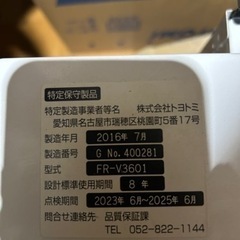 特定保守製品
特定製造事業者等名 株式会社トヨトミ
愛知県名古屋市瑞穂区桃園町5番17号
製造年月 2016年 7月
製造番号 G No.400281
型式 FR-V3601
設計標準使用期間 8 年
点検期間 2023年 6月~2025年 6月
問合せ連絡先 品質保証課
TEL 052-822-1144